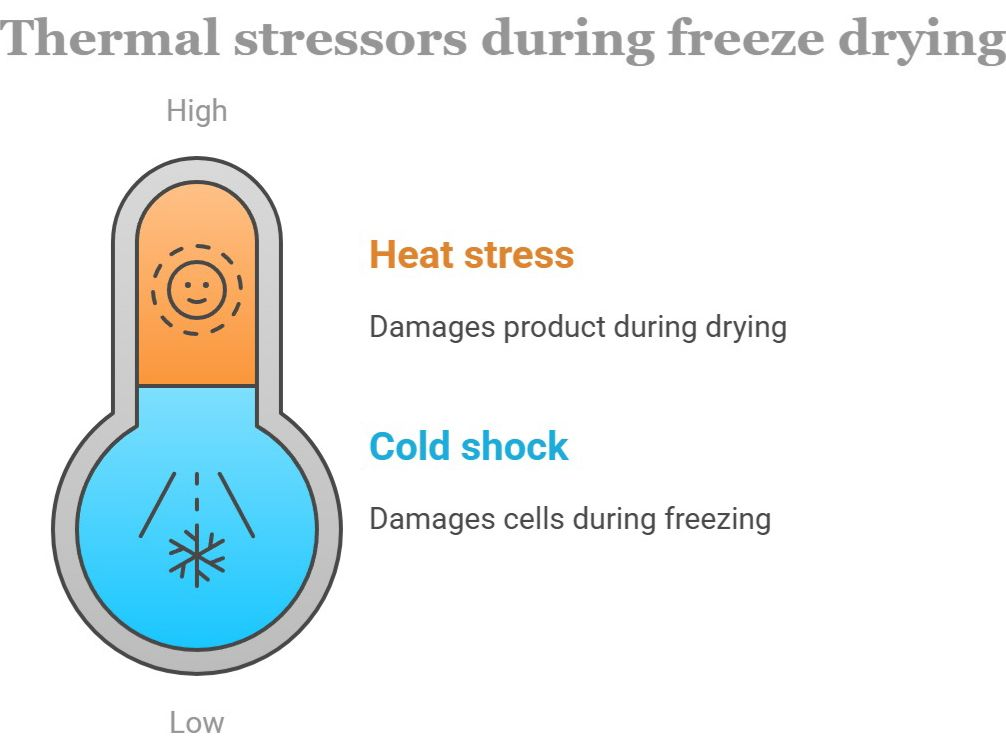 Thermal stressors during freeze drying
High
Heat stress
Damages product during drying
Cold shock
Damages cells during freezing
Low